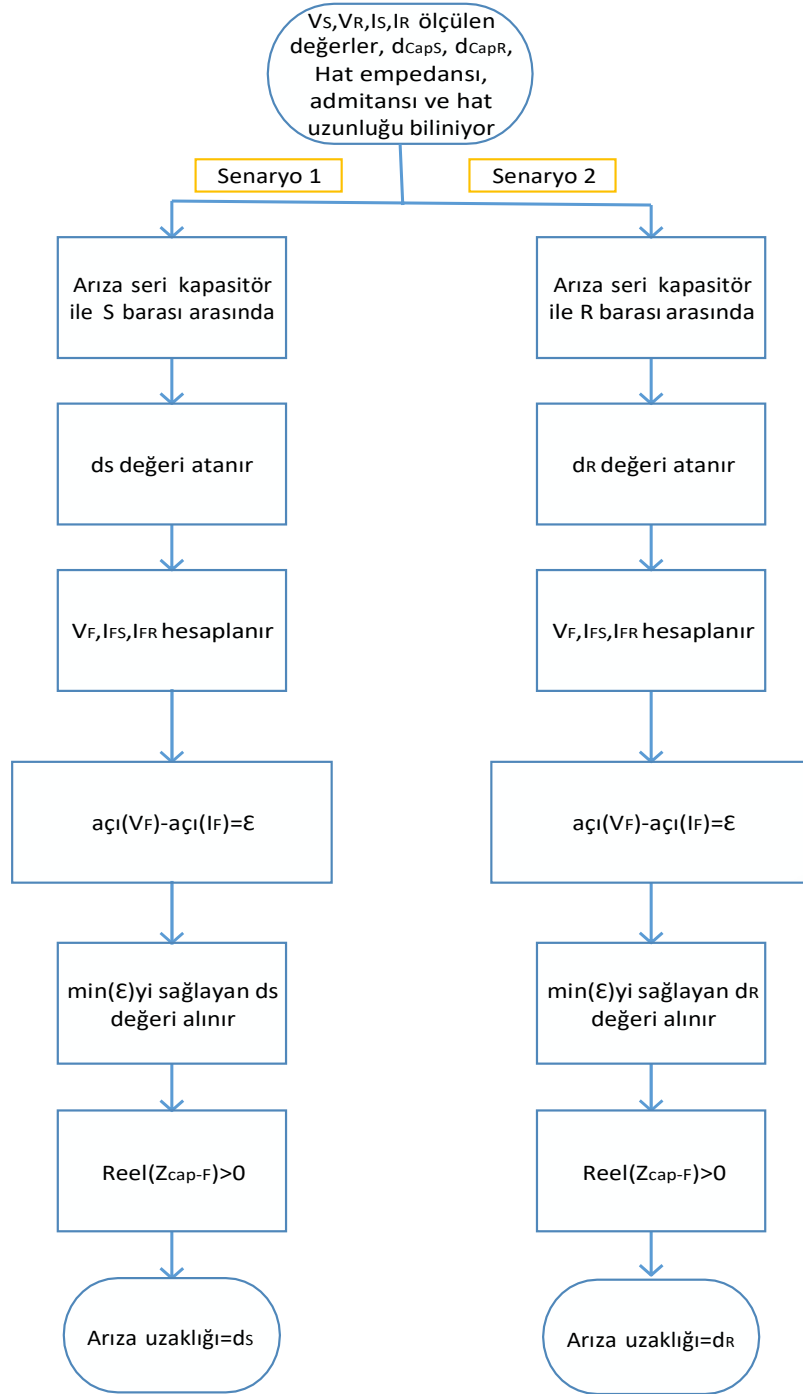 VS,VR,IS,IR ölçülen
değerler, dCapS, dCapR,
Hat empedansı,
admitansı ve hat
uzunluğu biliniyor
Senaryo 1
Senaryo 2
Arıza seri kapasitör
ile S barası arasında
Arıza seri kapasitör
ile R barası arasında
dS değeri atanır
dR değeri atanır
VF,IFS,IFR hesaplanır
VF,IFS,IFR hesaplanır
açı(VF)-açı(IF)=Ɛ
açı(VF)-açı(IF)=Ɛ
min(Ɛ)yi sağlayan ds
değeri alınır
min(Ɛ)yi sağlayan dR
değeri alınır
Reel(Zcap-F)>0
Reel(Zcap-F)>0
Arıza uzaklığı=dS
Arıza uzaklığı=dR